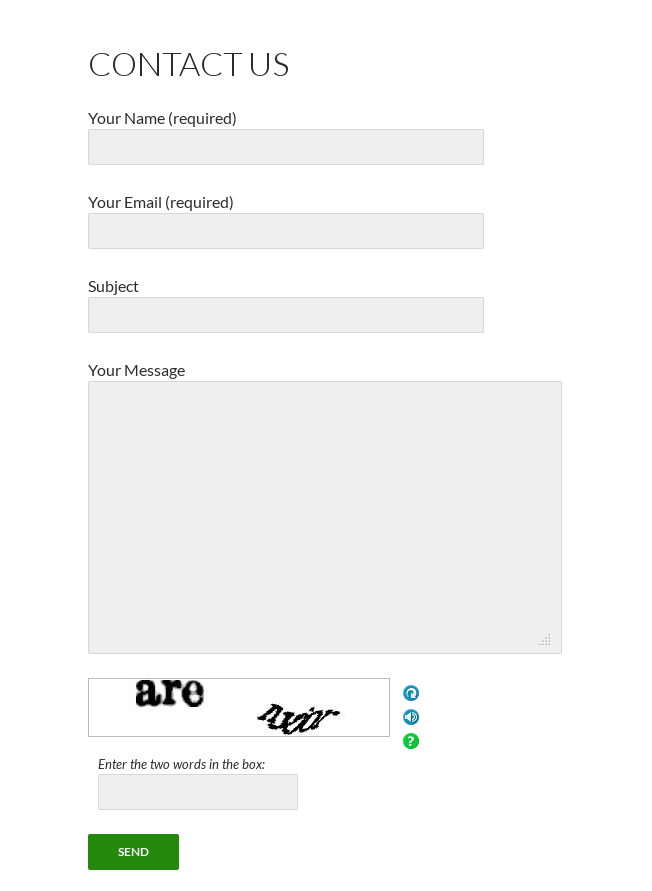 CONTACT US
Your Name (required)
Your Email (required)
Subject
Your Message
are
Enter the two words in the box:
SEND